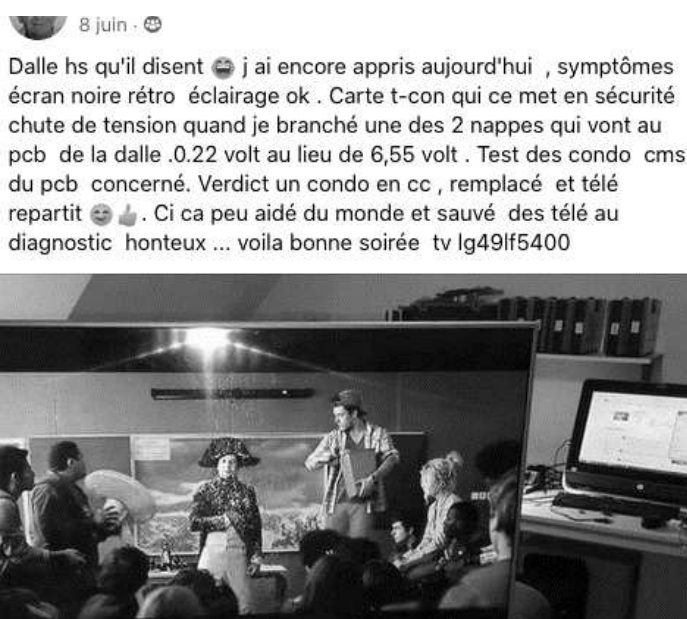 8 juin ·
Dalle hs qu'il disent 😅 j ai encore appris aujourd'hui , symptômes
écran noire rétro éclairage ok . Carte t-con qui ce met en sécurité
chute de tension quand je branché une des 2 nappes qui vont au
pcb de la dalle .0.22 volt au lieu de 6,55 volt . Test des condo cms
du pcb concerné. Verdict un condo en cc , remplacé et télé
repartit 😊👍. Ci ca peu aidé du monde et sauvé des télé au
diagnostic honteux ... voila bonne soirée tv lg49lf5400